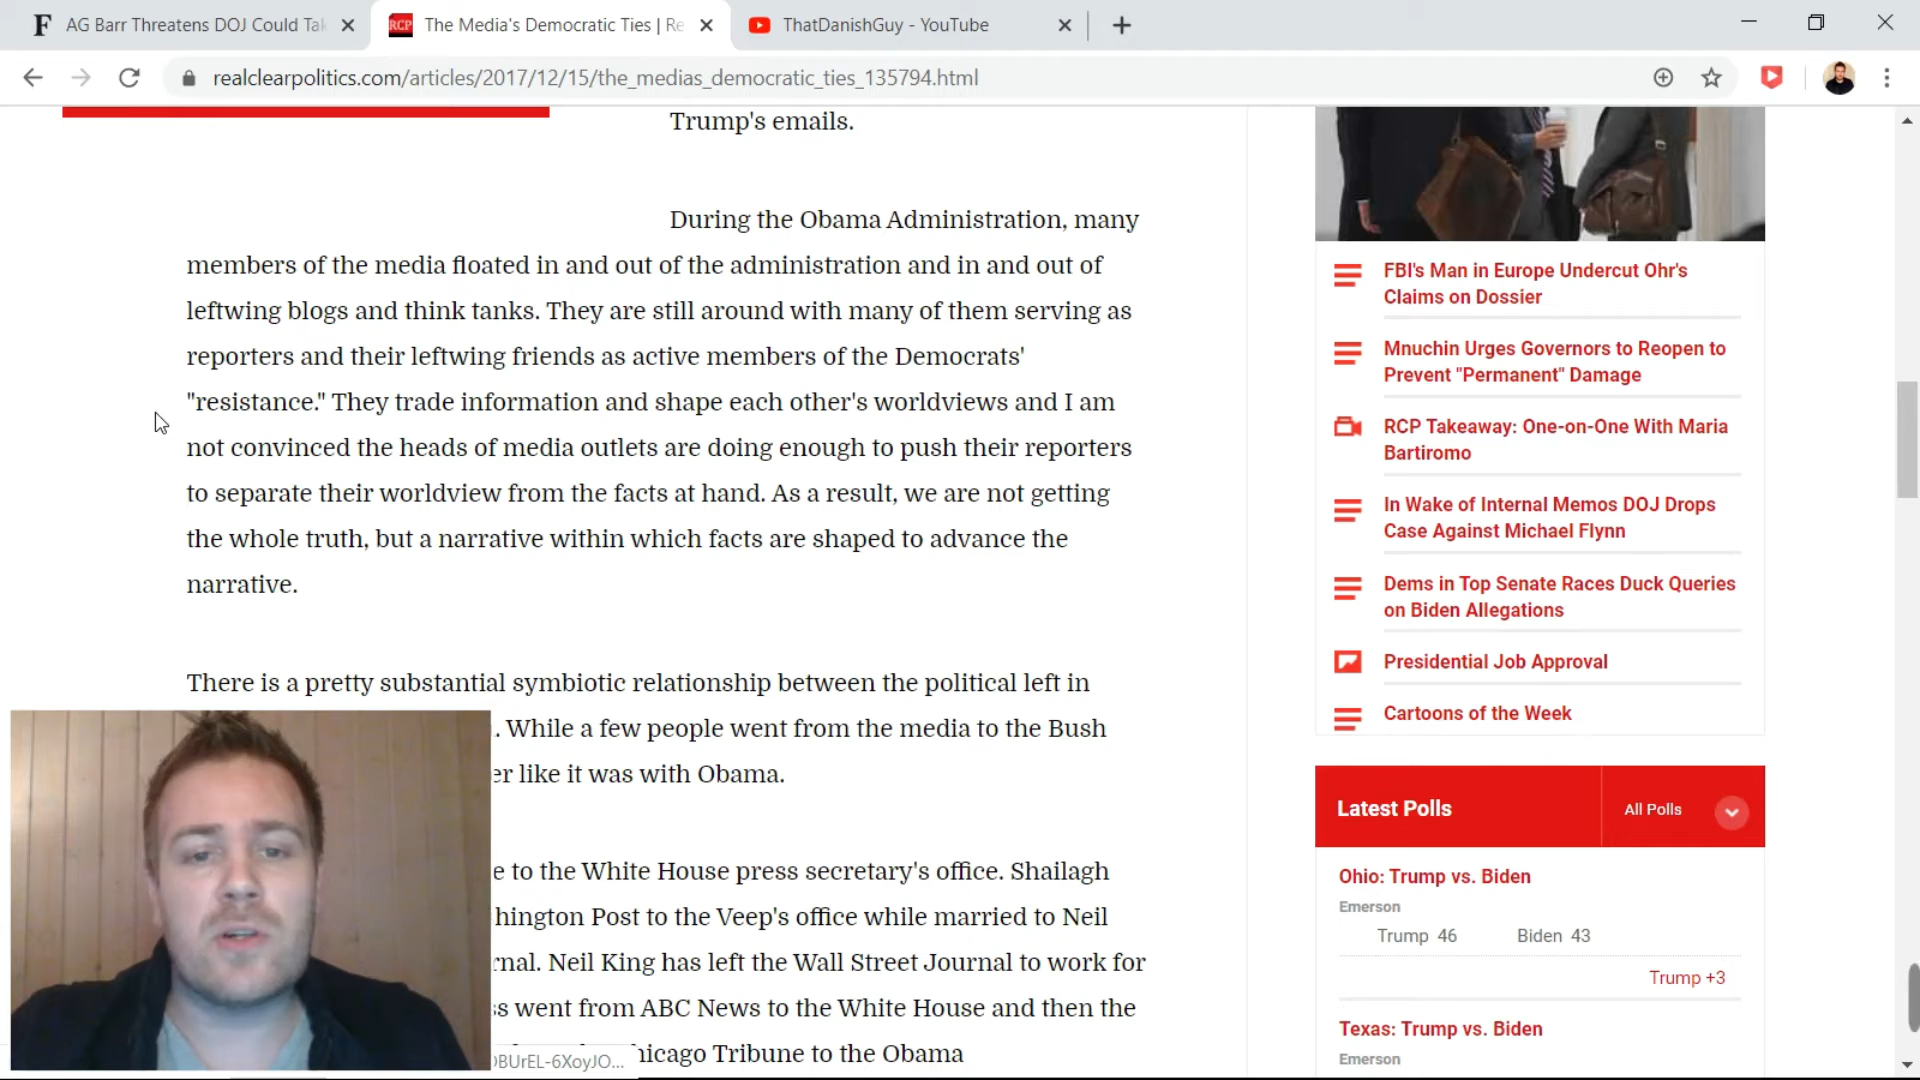 F AG Barr Threatens DOJ Could Tak
RCP The Media's Democratic Ties | Re
ThatDanishGuy - YouTube
realclearpolitics.com/articles/2017/12/15/the_medias_democratic_ties_135794.html
Trump's emails.
During the Obama Administration, many
members of the media floated in and out of the administration and in and out of
leftwing blogs and think tanks. They are still around with many of them serving as
reporters and their leftwing friends as active members of the Democrats'
"resistance." They trade information and shape each other's worldviews and I am
not convinced the heads of media outlets are doing enough to push their reporters
to separate their worldview from the facts at hand. As a result, we are not getting
the whole truth, but a narrative within which facts are shaped to advance the
narrative.
There is a pretty substantial symbiotic relationship between the political left in
. While a few people went from the media to the Bush
er like it was with Obama.
e to the White House press secretary's office. Shailagh
hington Post to the Veep's office while married to Neil
rnal. Neil King has left the Wall Street Journal to work for
ss went from ABC News to the White House and then the
hicago Tribune to the Obama
BUrEL-6XoyJO...
FBI's Man in Europe Undercut Ohr's
Claims on Dossier
Mnuchin Urges Governors to Reopen to
Prevent "Permanent" Damage
RCP Takeaway: One-on-One With Maria
Bartiromo
In Wake of Internal Memos DOJ Drops
Case Against Michael Flynn
Dems in Top Senate Races Duck Queries
on Biden Allegations
Presidential Job Approval
Cartoons of the Week
Latest Polls
All Polls
Ohio: Trump vs. Biden
Emerson
Trump 46 Biden 43
Trump +3
Texas: Trump vs. Biden
Emerson